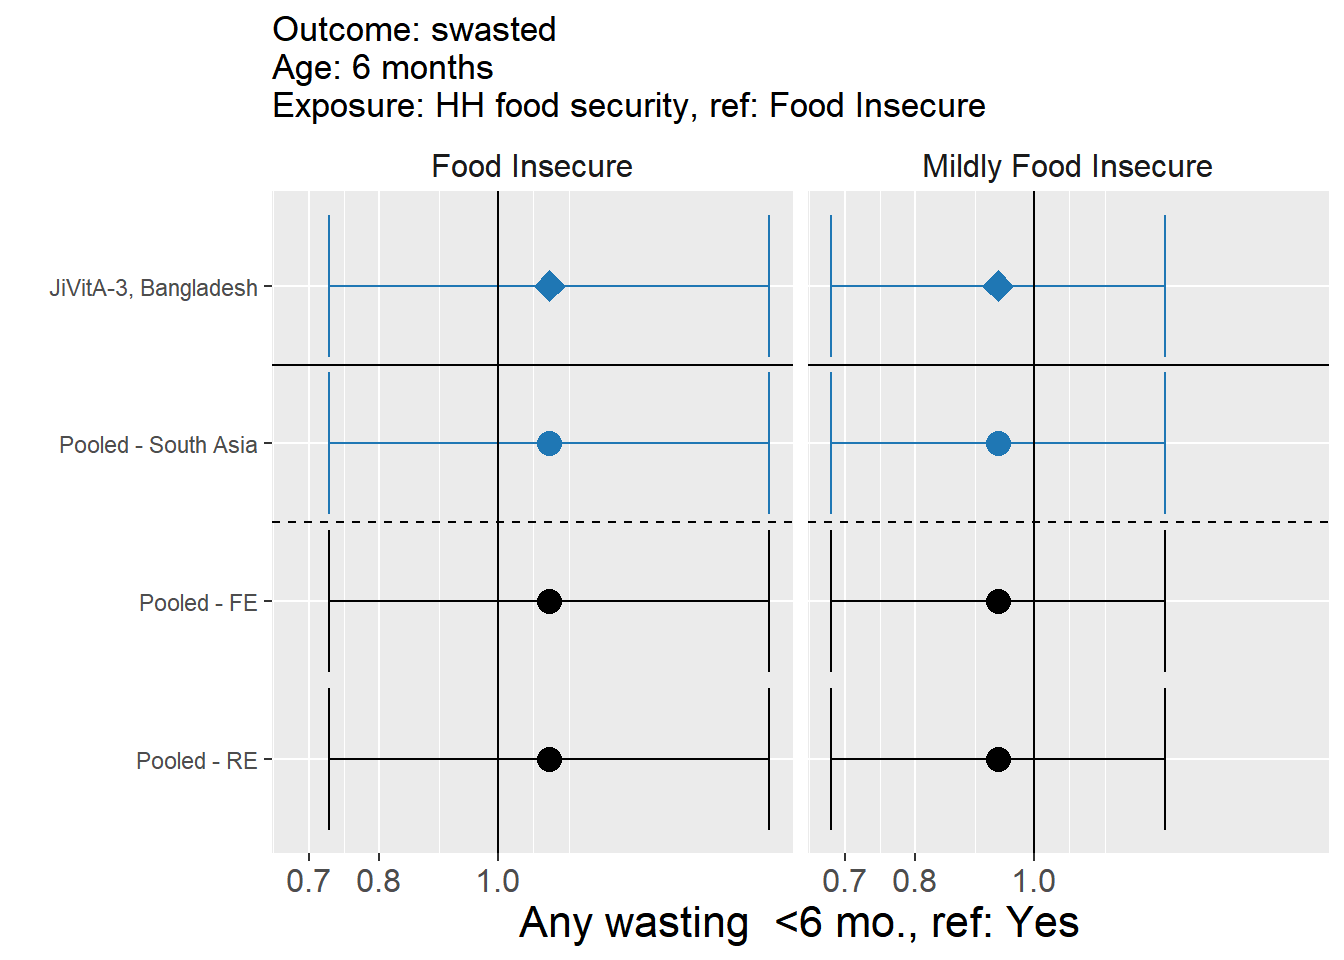 Outcome: swasted
Age: 6 months
Exposure: HH food security, ref: Food Insecure
Food Insecure
Mildly Food Insecure
JiVitA-3, Bangladesh
Pooled - South Asia
Pooled - FE
Pooled - RE
0.7 0.8 1.0 0.7 0.8 1.0
Any wasting <6 mo., ref: Yes